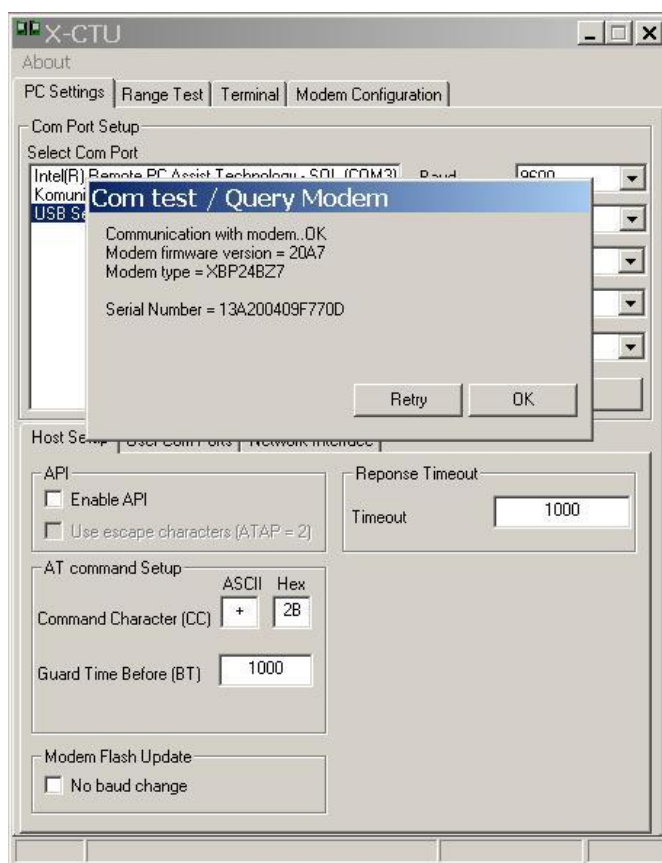 X-CTU
About
PC Settings
Range Test
Terminal
Modem Configuration
Com Port Setup
Select Com Port
Intel(R) Remote PC Assist Technology - SOL (COM3)
Baud
9600
Komuni
USB Se
Com test / Query Modem
Communication with modem..OK
Modem firmware version = 20A7
Modem type = XBP24BZ7
Serial Number = 13A200409F770D
Retry
OK
Host Setup
User Com Ports
Network Interface
API
Enable API
Use escape characters (ATAP = 2)
Reponse Timeout
Timeout
1000
AT command Setup
ASCII
Hex
Command Character (CC)
+
2B
Guard Time Before (BT)
1000
Modem Flash Update
No baud change